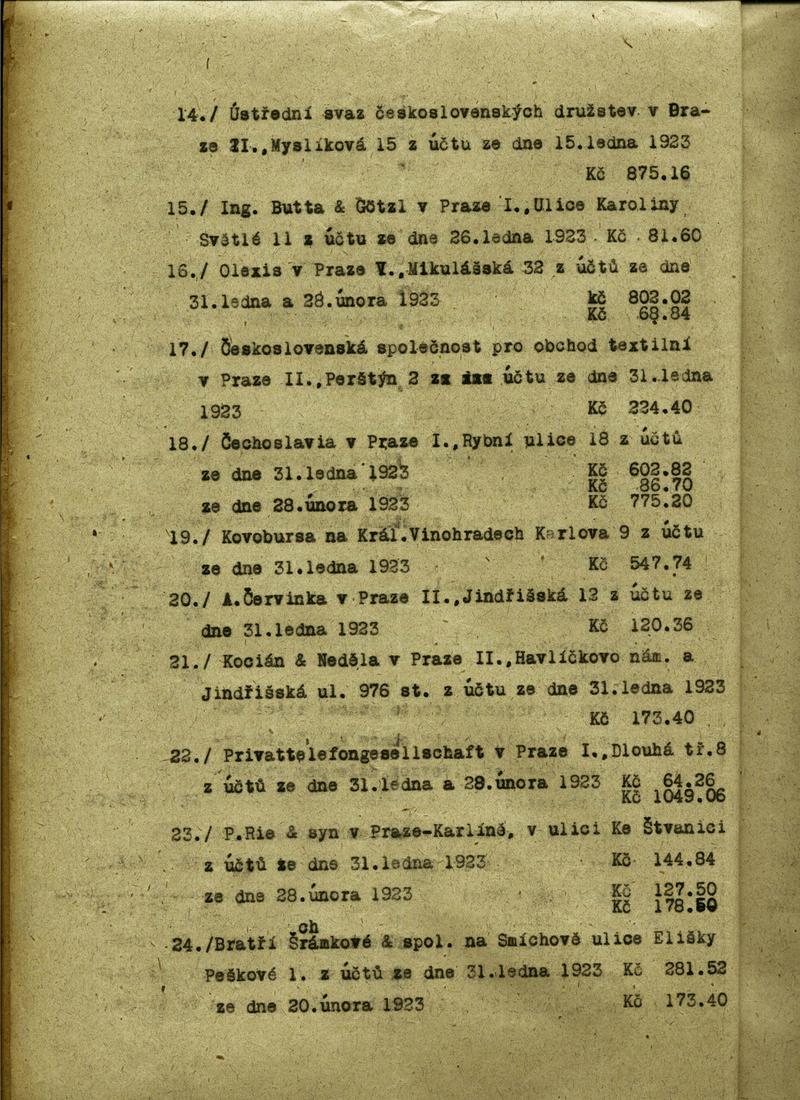 14./ Ústřední svaz československých družstev v Bra-
ze II.,Myslíková 15 z účtu ze dne 15.ledna 1923
Kč 875.16
15./ Ing. Butta & Götzl v Praze I.,Ulice Karoliny
Světlé 11 z účtu ze dne 26.ledna 1923 Kč 81.60
16./ Olexis v Praze V.,Mikulášská 32 z účtů ze dne
31.ledna a 28.února 1923 kč 802.02
Kč 69.84
17./ Československá společnost pro obchod textilní
v Praze II.,Perštýn 2 účtu ze dne 31.ledna
1923 Kč 224.40
18./ Čechoslavia v Praze I.,Rybní ulice 18 z účtů
ze dne 31.ledna 1923 Kč 602.82
Kč 86.70
ze dne 28.února 1923 Kč 775.20
19./ Kovobursa na Král.Vinohradech Karlova 9 z účtu
ze dne 31.ledna 1923 Kč 547.74
20./ A.Červinka v Praze II.,Jindřišská 12 z účtu ze
dne 31.ledna 1923 Kč 120.36
21./ Kocián & Neděla v Praze II.,Havlíčkovo nám. a
Jindřišská ul. 976 st. z účtu ze dne 31.ledna 1923
Kč 173.40
22./ Privattelefongesellschaft v Praze I.,Dlouhá tř.8
z účtů ze dne 31.ledna a 28.února 1923 Kč 64.26
Kč 1049.06
23./ P.Rie & syn v Praze-Karlíně, v ulici Ke Štvanici
z účtů ze dne 31.ledna 1923 Kč 144.84
ze dne 28.února 1923 Kč 127.50
Kč 178.50
ch
24./Bratří Šrámkové & spol. na Smíchově ulice Elišky
Peškové 1. z účtů ze dne 31.ledna 1923 Kč 281.52
ze dne 20.února 1923 Kč 173.40